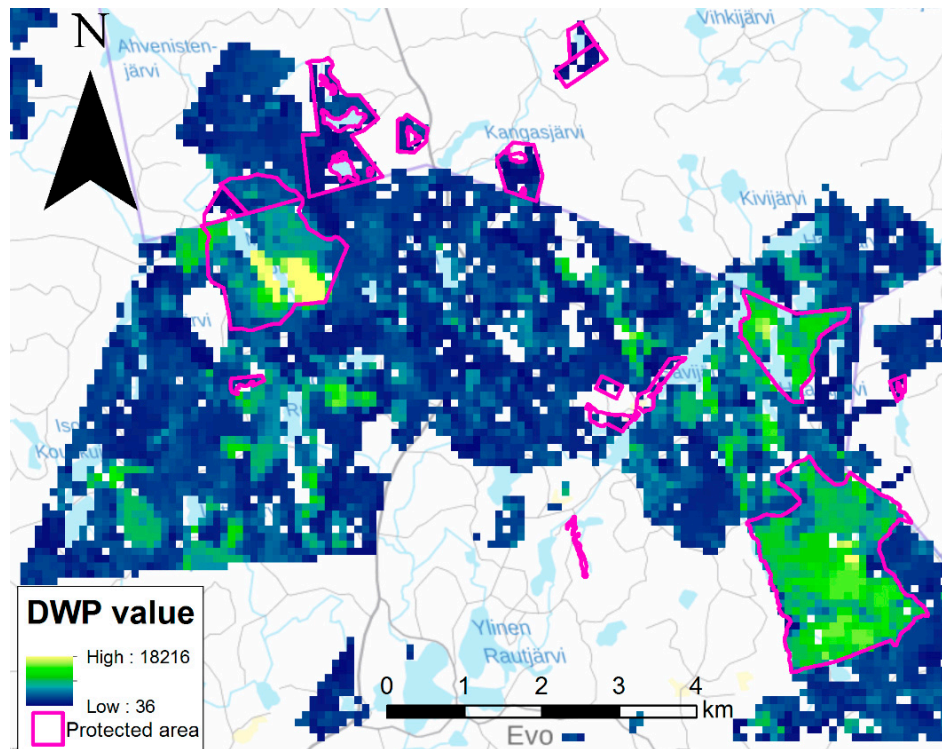 N
Ahvenisten-
järvi
Vihkijärvi
Kangasjärvi
Kivijärvi
Ylinen
Rautjärvi
Evo
DWP value
High : 18216
Low : 36
Protected area
0 1 2 3 4
km